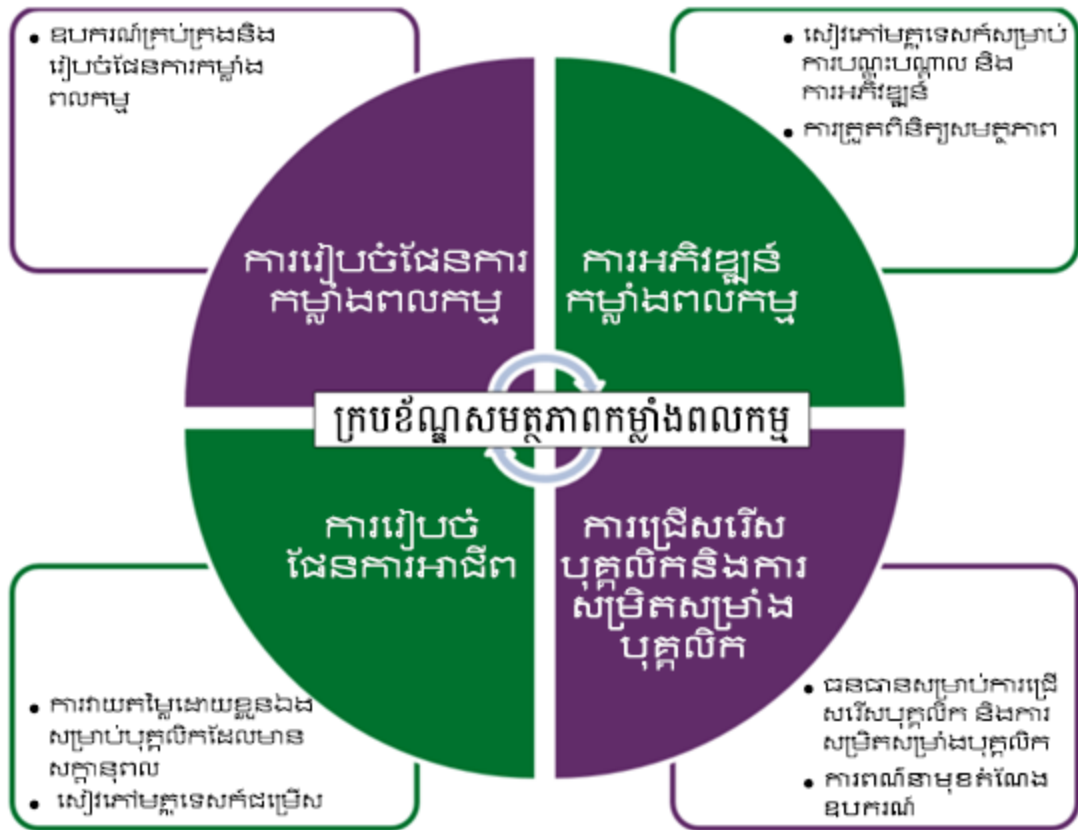 • ឧបករណ៍គ្រប់គ្រងនិង
រៀបចំផែនការកម្លាំង
ពលកម្ម
• សៀវភៅមគ្គុទេសក៍សម្រាប់
ការបណ្តុះបណ្តាល និង
ការអភិវឌ្ឍន៍
• ការត្រួតពិនិត្យសមត្ថភាព
ការរៀបចំផែនការ
កម្លាំងពលកម្ម
ការអភិវឌ្ឍន៍
កម្លាំងពលកម្ម
ក្របខ័ណ្ឌសមត្ថភាពកម្លាំងពលកម្ម
ការរៀបចំ
ផែនការអាជីព
ការជ្រើសរើស
បុគ្គលិកនិងការ
សម្រិតសម្រាំង
បុគ្គលិក
• ការវាយតម្លៃដោយខ្លួនឯង
សម្រាប់បុគ្គលិកដែលមាន
សក្តានុពល
• សៀវភៅមគ្គុទេសក៍ជម្រើស
• ធនធានសម្រាប់ការជ្រើ
សរើសបុគ្គលិក និងការ
សម្រិតសម្រាំងបុគ្គលិក
• ការពណ៌នាមុខតំណែង
ឧបករណ៍